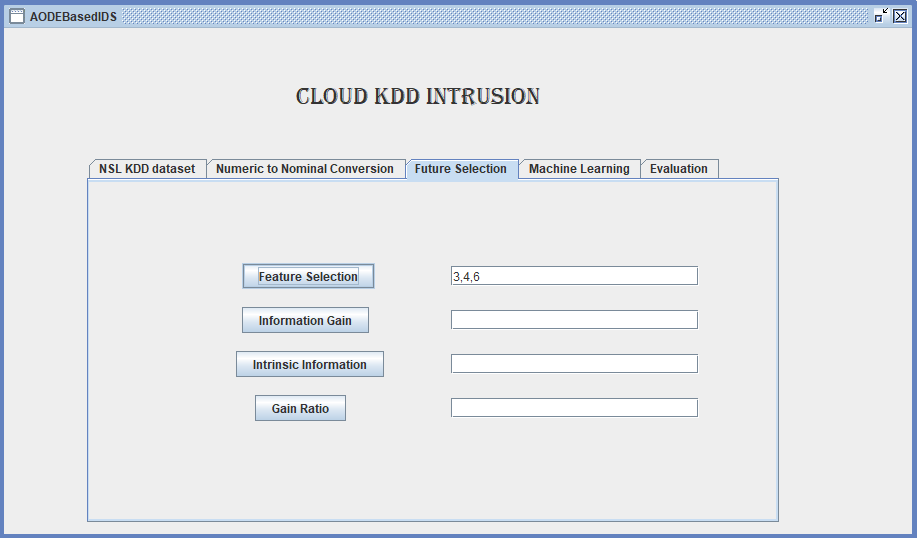 AODEBasedIDS
CLOUD KDD INTRUSION
NSL KDD dataset Numeric to Nominal Conversion Future Selection Machine Learning Evaluation
Feature Selection 3,4,6
Information Gain
Intrinsic Information
Gain Ratio